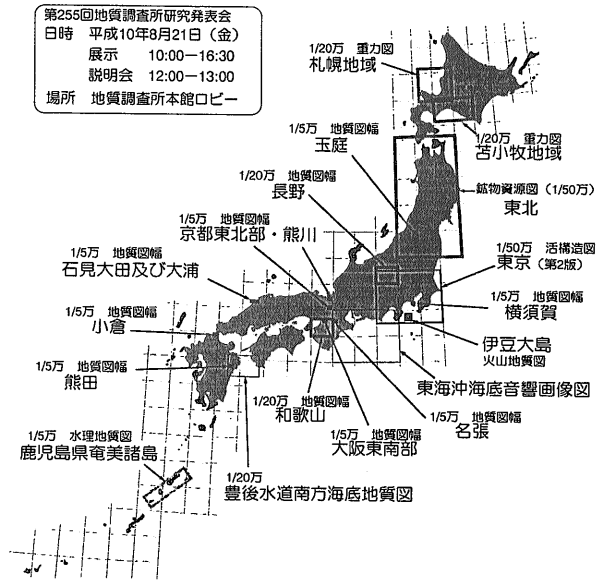 第255回地質調査所研究発表会
日時　平成10年8月21日（金）
展示　10:00－16:30
説明会　12:00－13:00
場所　地質調査所本館ロビー
1/20万　重力図
札幌地域
1/20万　重力図
苫小牧地域
1/5万　地質図幅
玉庭
1/20万　地質図幅
長野
鉱物資源図（1/50万）
東北
1/5万　地質図幅
京都東北部・熊川
1/50万　活構造図
東京（第2版）
1/5万　地質図幅
石見大田及び大浦
1/5万　地質図幅
横須賀
1/5万　地質図幅
小倉
伊豆大島
火山地質図
1/5万　地質図幅
熊田
東海沖海底音響画像図
1/20万　地質図幅
和歌山
1/5万　地質図幅
名張
1/5万　地質図幅
大阪東南部
1/5万　水理地質図
鹿児島県奄美諸島
1/20万
豊後水道南方海底地質図